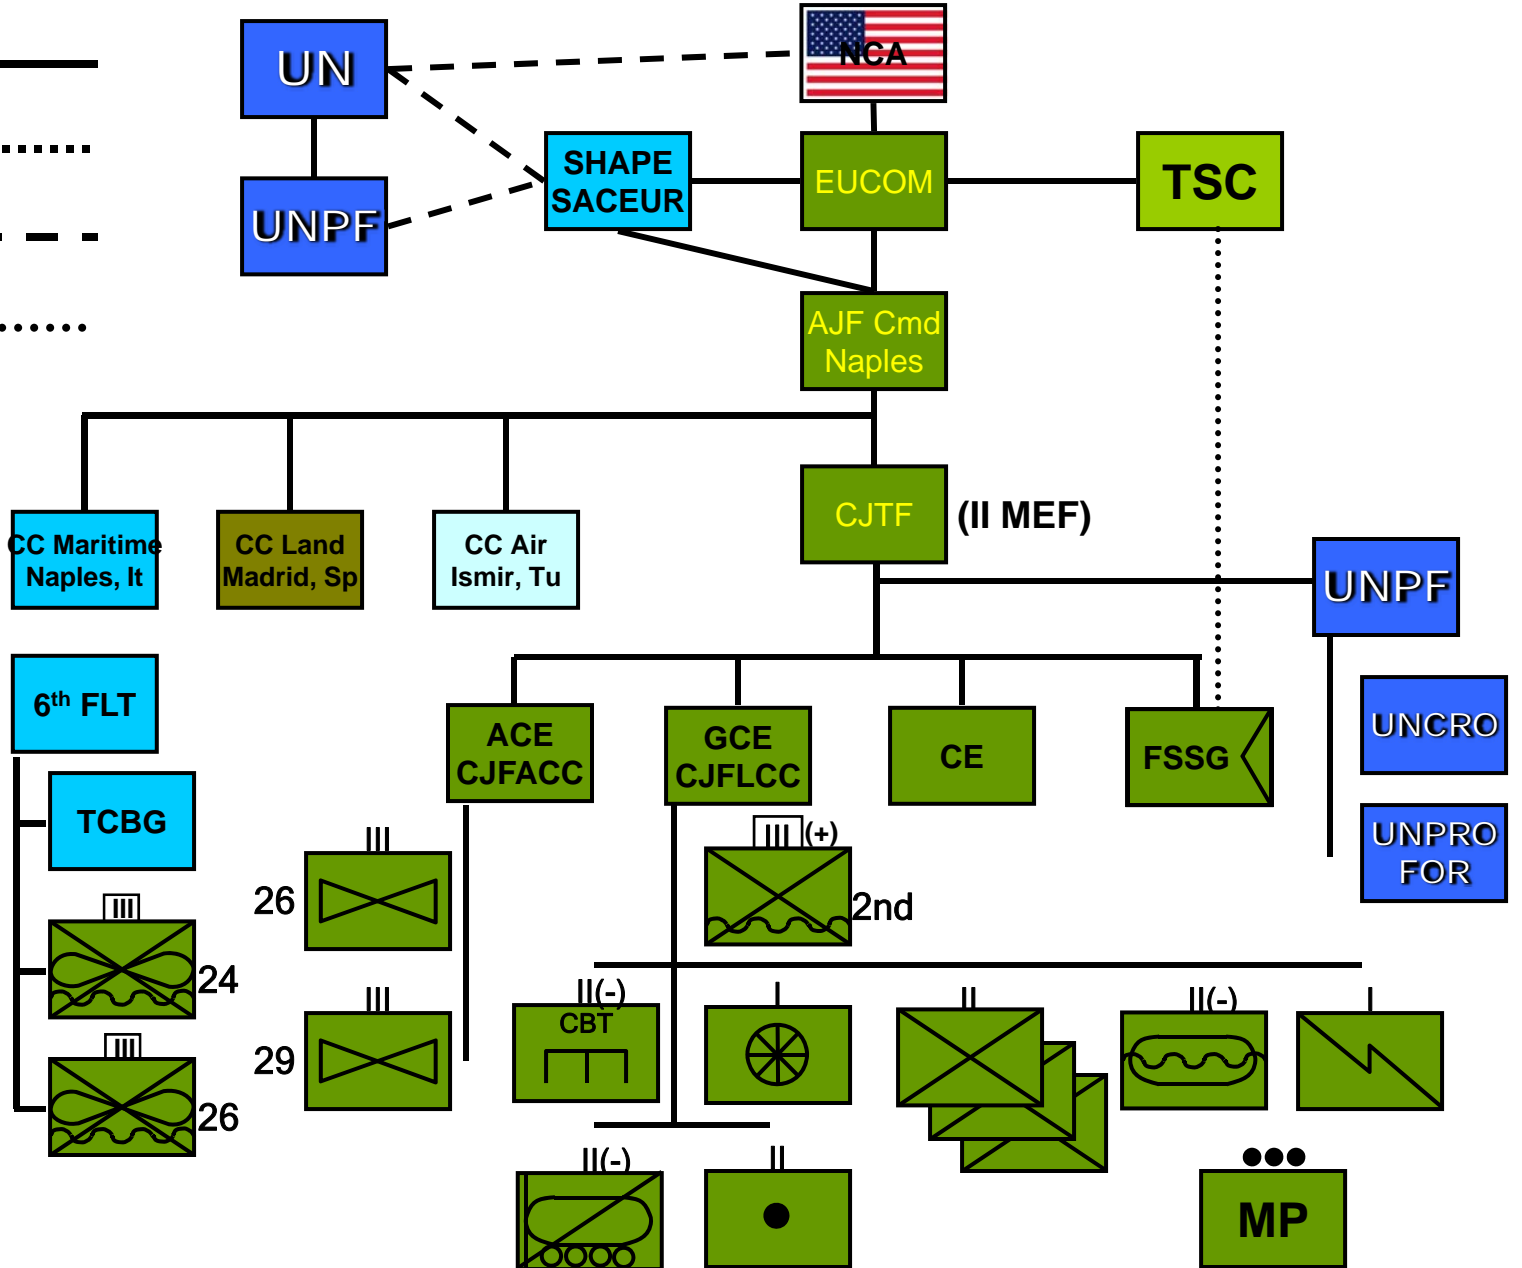 NCA
UN
SHAPE
SACEUR
EUCOM
TSC
UNPF
AJF Cmd
Naples
CJTF
(II MEF)
CC Maritime
Naples, It
CC Land
Madrid, Sp
CC Air
Ismir, Tu
UNPF
6th FLT
ACE
CJFACC
GCE
CJFLCC
CE
FSSG
UNCRO
TCBG
UNPRO
FOR
III
III (+)
26
2nd
III
24
III
II(-)
I
II
II(-)
I
CBT
29
III
26
II(-)
II
MP